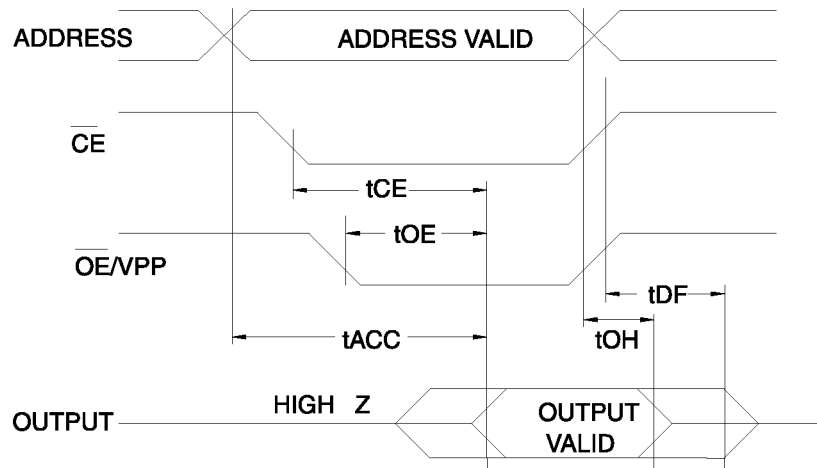 ADDRESS
ADDRESS VALID
CE
tCE
tOE
OE/VPP
tDF
tACC
tOH
HIGH Z
OUTPUT
OUTPUT
VALID